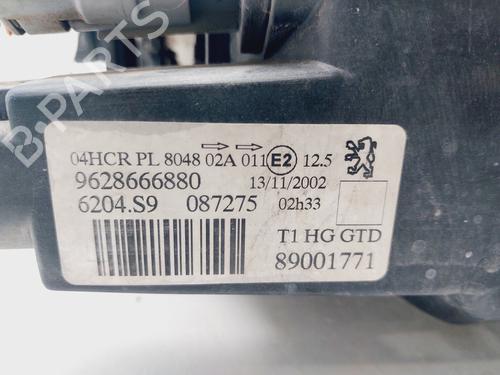 B-PARTS
04HCR PL 8048 02A 011 E2 12.5
9628666880 13/11/2002
6204.S9 087275 02h33
T1 HG GTD
89001771